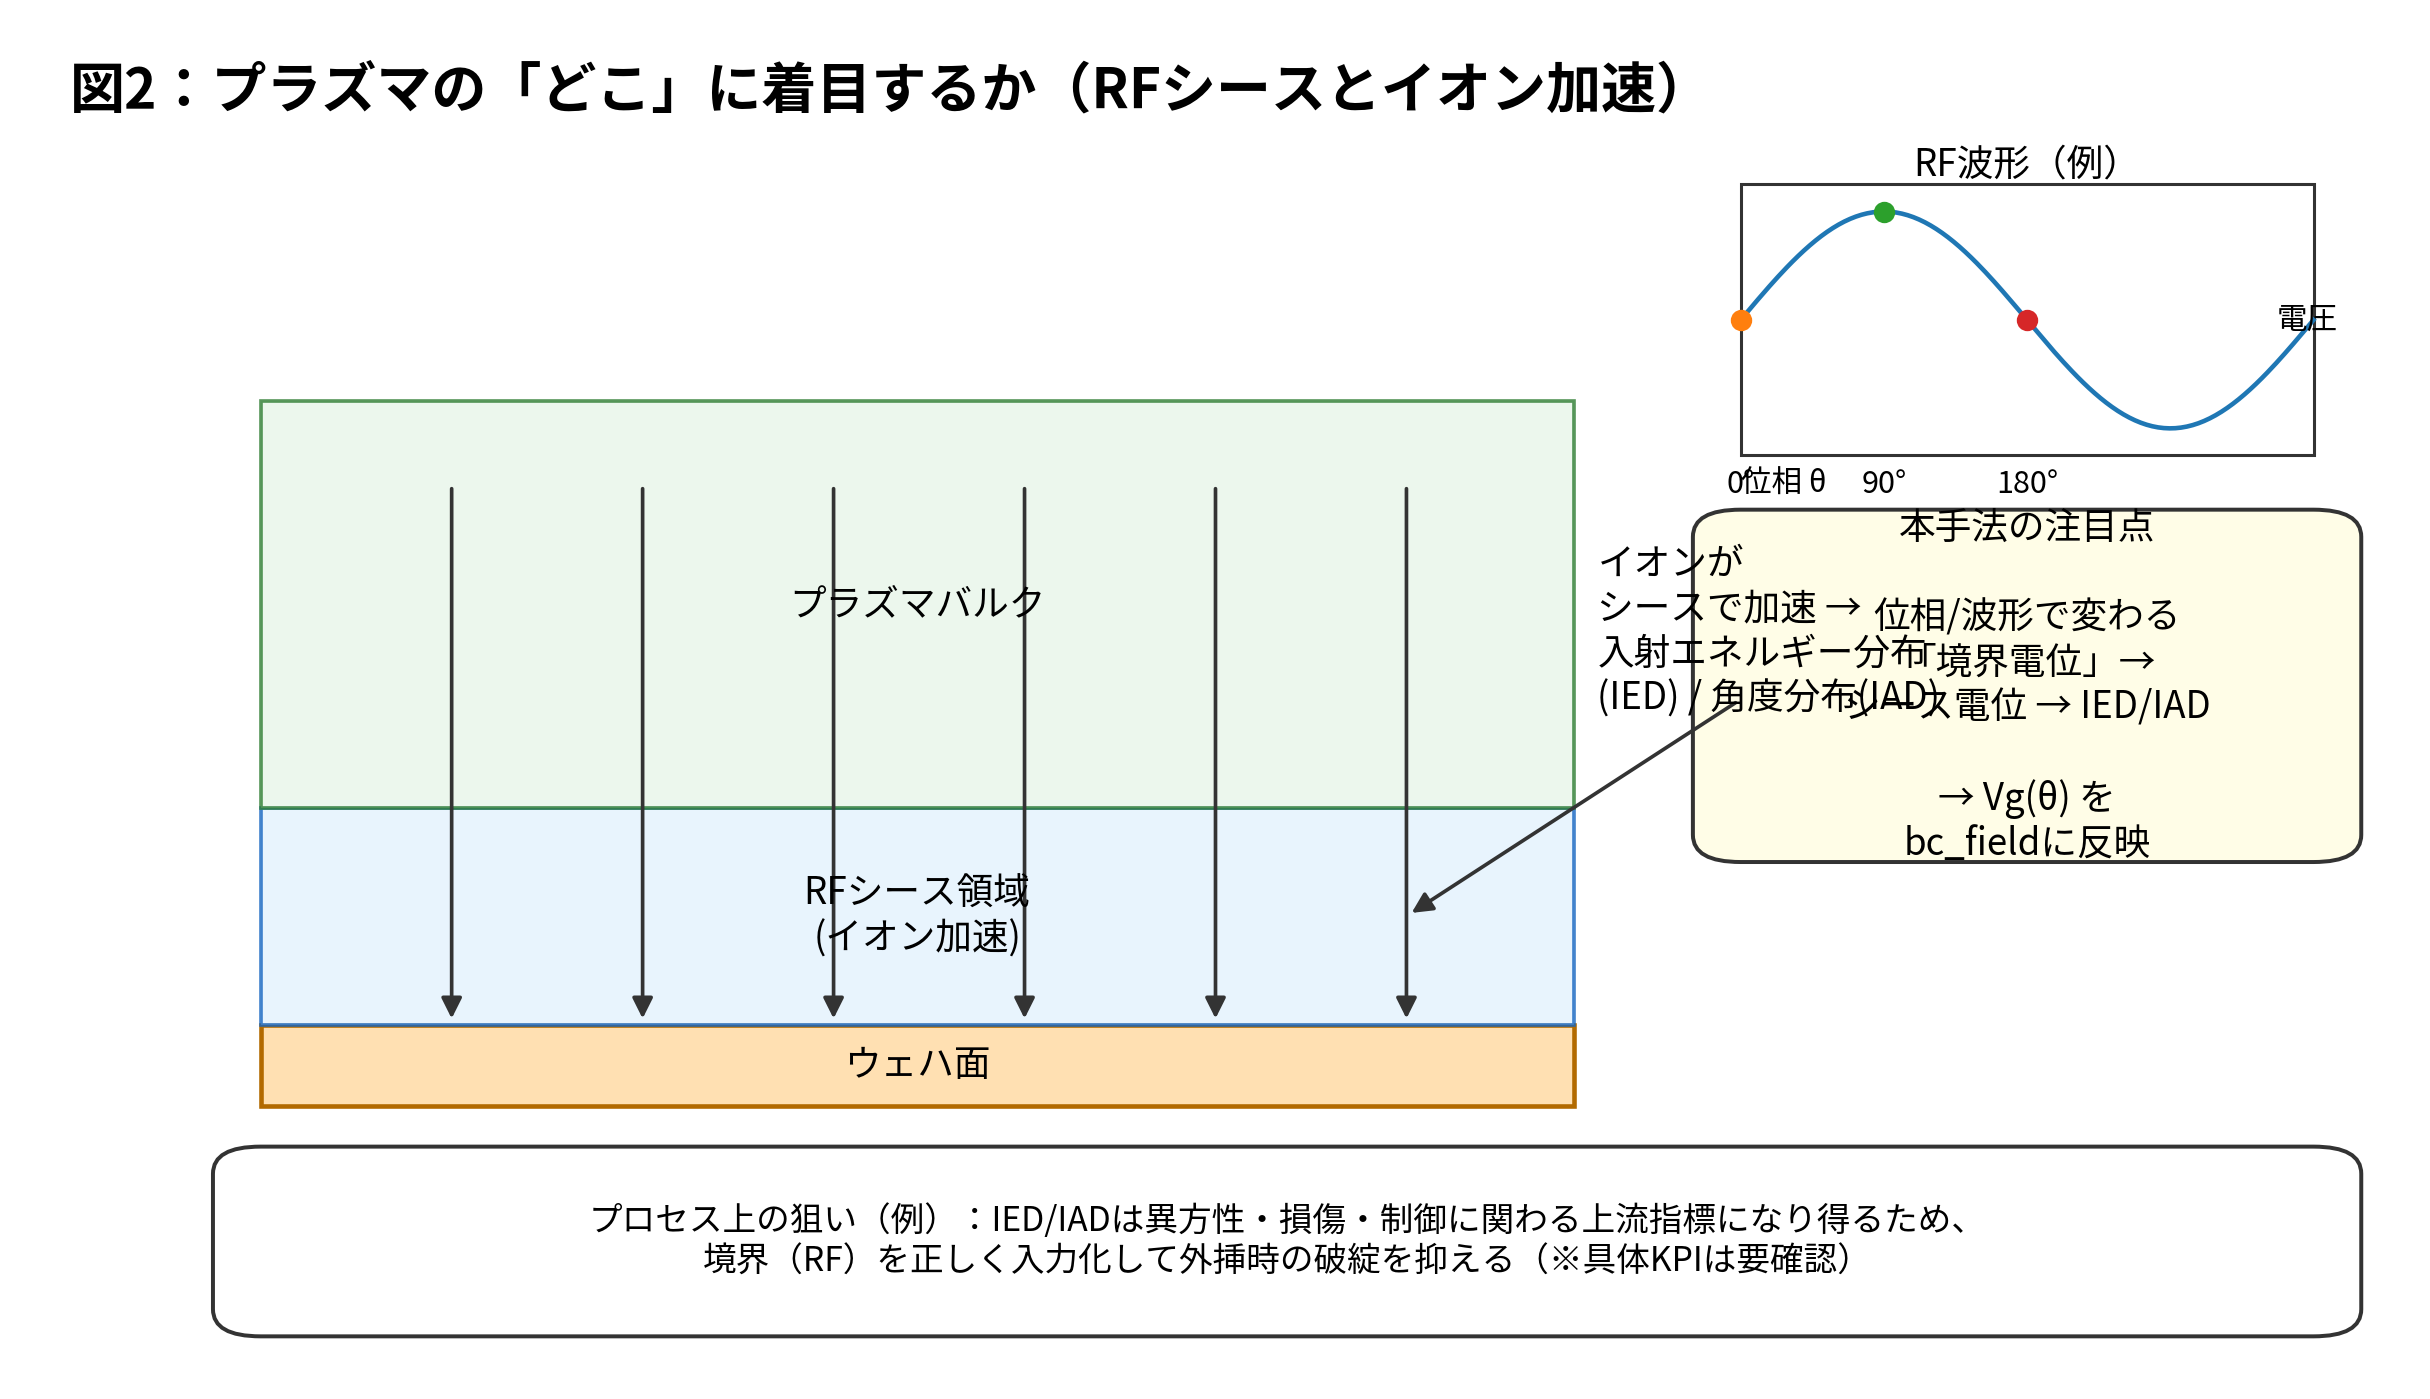 図2：プラズマの「どこ」に着目するか（RFシースとイオン加速）
RF波形（例）
電圧
0°
位相 θ
90°
180°
本手法の注目点
位相/波形で変わる
「境界電位」→
シース電位 → IED/IAD
→ Vg(θ) を
bc_fieldに反映
イオンが
シースで加速 →
入射エネルギー分布
(IED) / 角度分布(IAD)
プラズマバルク
RFシース領域
(イオン加速)
ウェハ面
プロセス上の狙い（例）：IED/IADは異方性・損傷・制御に関わる上流指標になり得るため、
境界（RF）を正しく入力化して外挿時の破綻を抑える（※具体KPIは要確認）